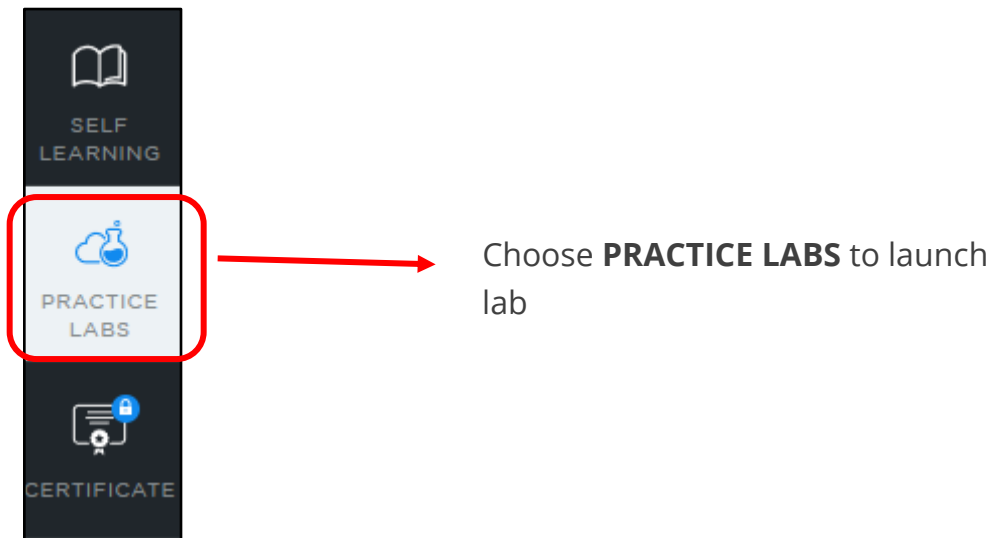 SELF
LEARNING
PRACTICE
LABS
CERTIFICATE
Choose PRACTICE LABS to launch
lab